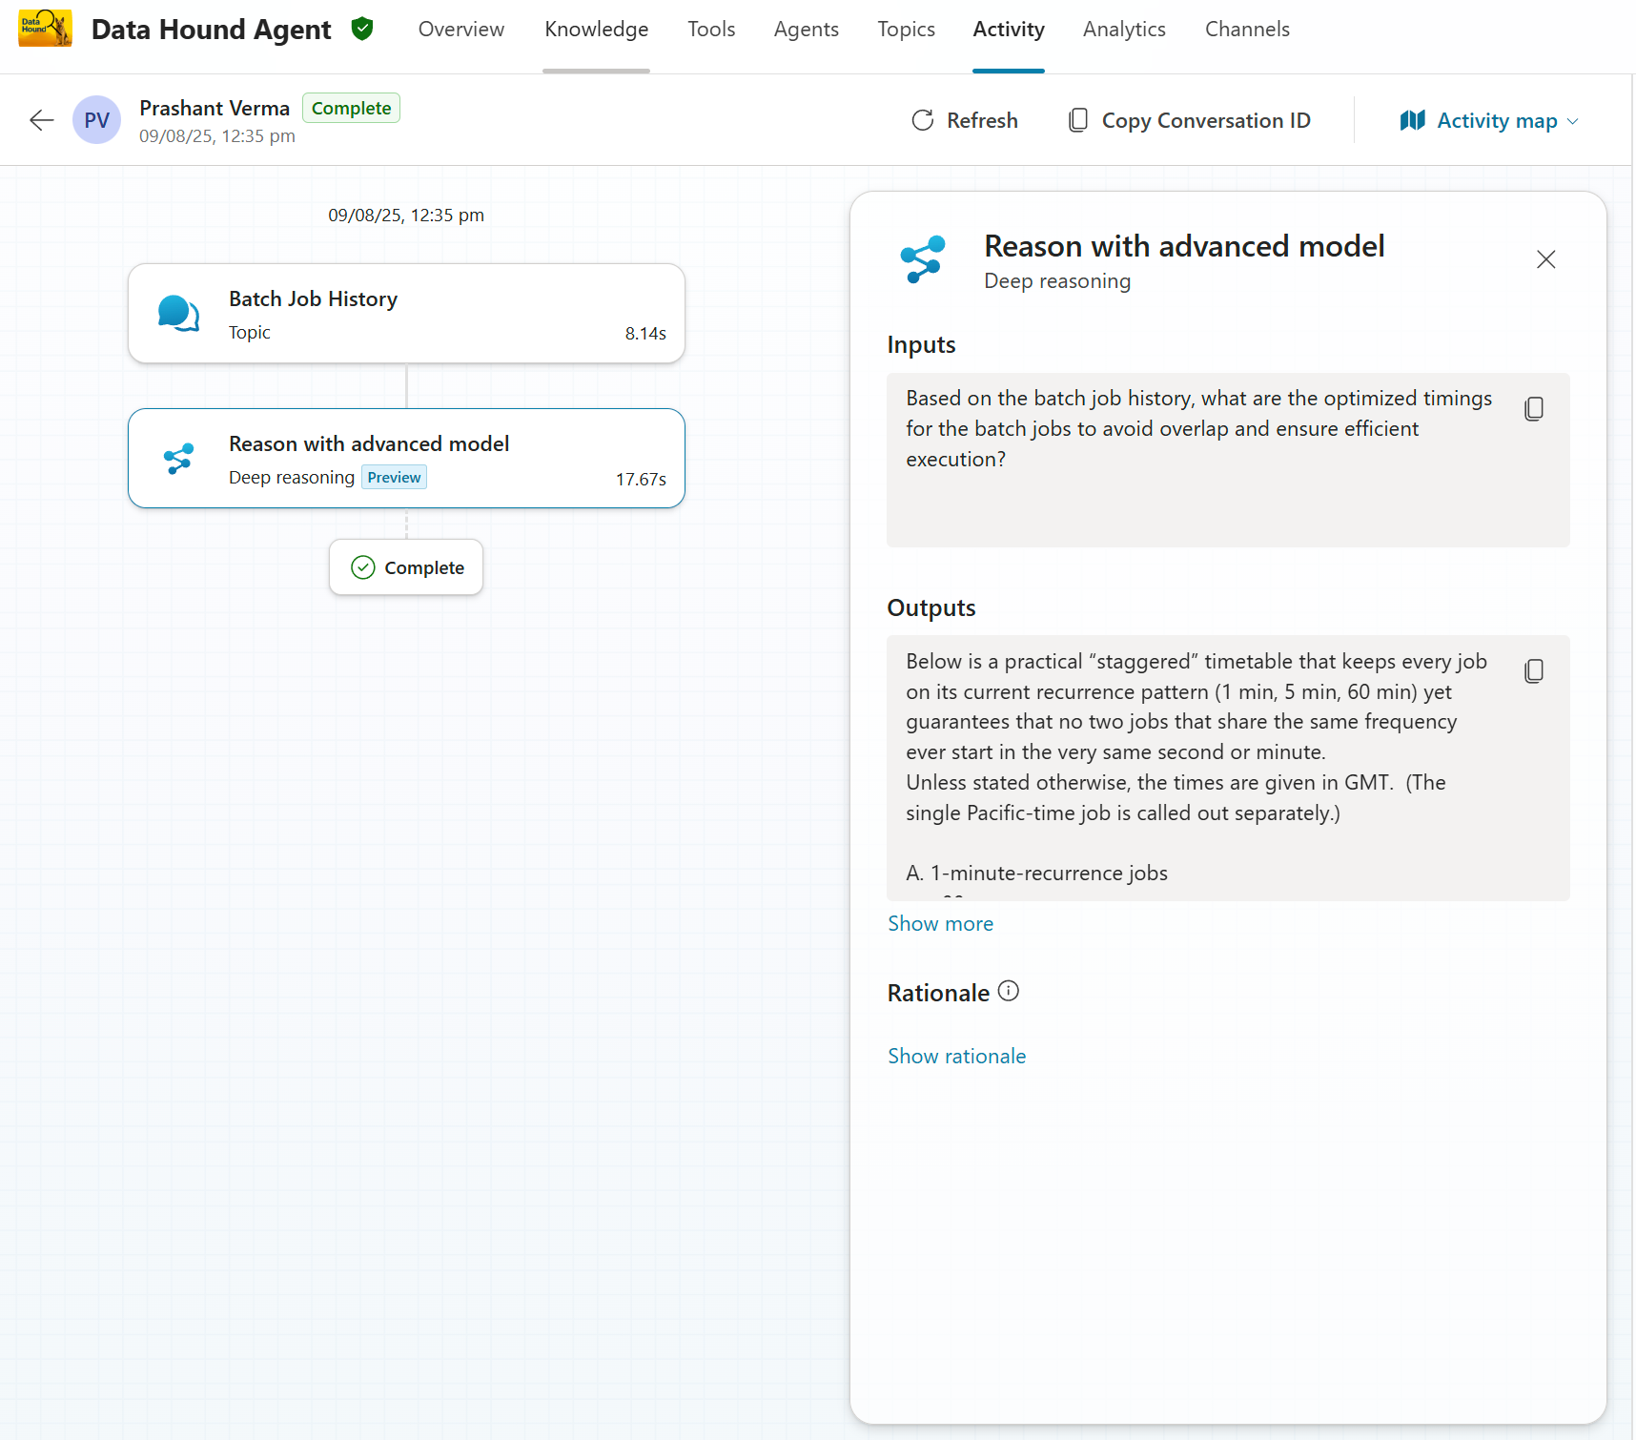 Data Hound
Data Hound Agent
Overview
Knowledge
Tools
Agents
Topics
Activity
Analytics
Channels
PV
Prashant Verma
Complete
09/08/25, 12:35 pm
Refresh
Copy Conversation ID
Activity map
09/08/25, 12:35 pm
Batch Job History
Topic
8.14s
Reason with advanced model
Deep reasoning
Preview
17.67s
Complete
Reason with advanced model
Deep reasoning
Inputs
Based on the batch job history, what are the optimized timings
for the batch jobs to avoid overlap and ensure efficient
execution?
Outputs
Below is a practical “staggered” timetable that keeps every job
on its current recurrence pattern (1 min, 5 min, 60 min) yet
guarantees that no two jobs that share the same frequency
ever start in the very same second or minute.
Unless stated otherwise, the times are given in GMT.  (The
single Pacific-time job is called out separately.)
A. 1-minute-recurrence jobs
Show more
Rationale
Show rationale